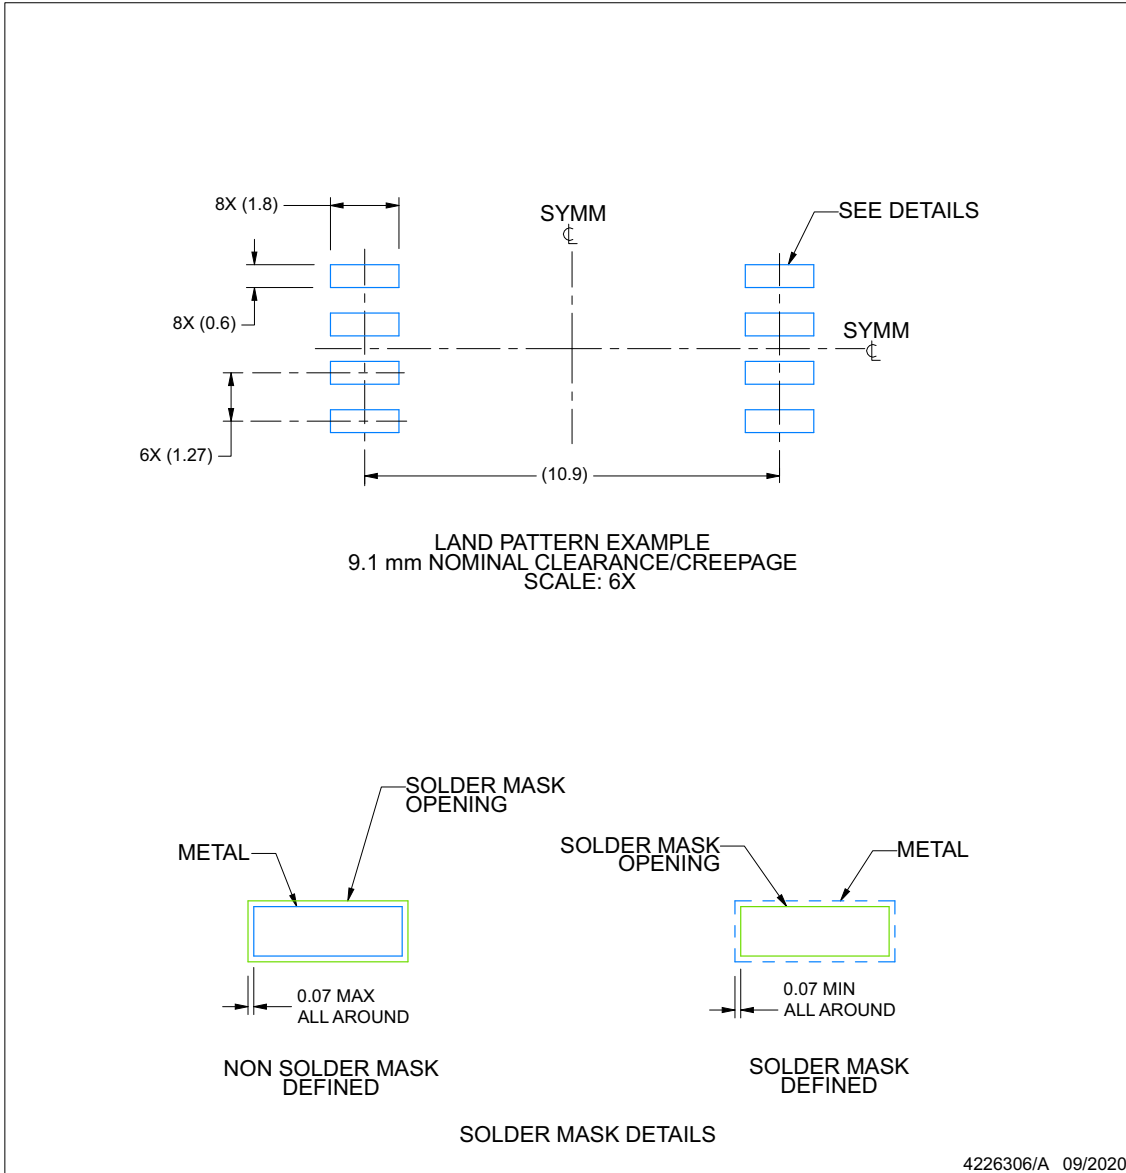 8X (1.8)
SYMM
SEE DETAILS
8X (0.6)
SYMM
6X (1.27)
(10.9)
LAND PATTERN EXAMPLE
9.1 mm NOMINAL CLEARANCE/CREEPAGE
SCALE: 6X
SOLDER MASK
OPENING
METAL
SOLDER MASK
OPENING
METAL
0.07 MAX
ALL AROUND
0.07 MIN
ALL AROUND
NON SOLDER MASK
DEFINED
SOLDER MASK
DEFINED
SOLDER MASK DETAILS
4226306/A 09/2020